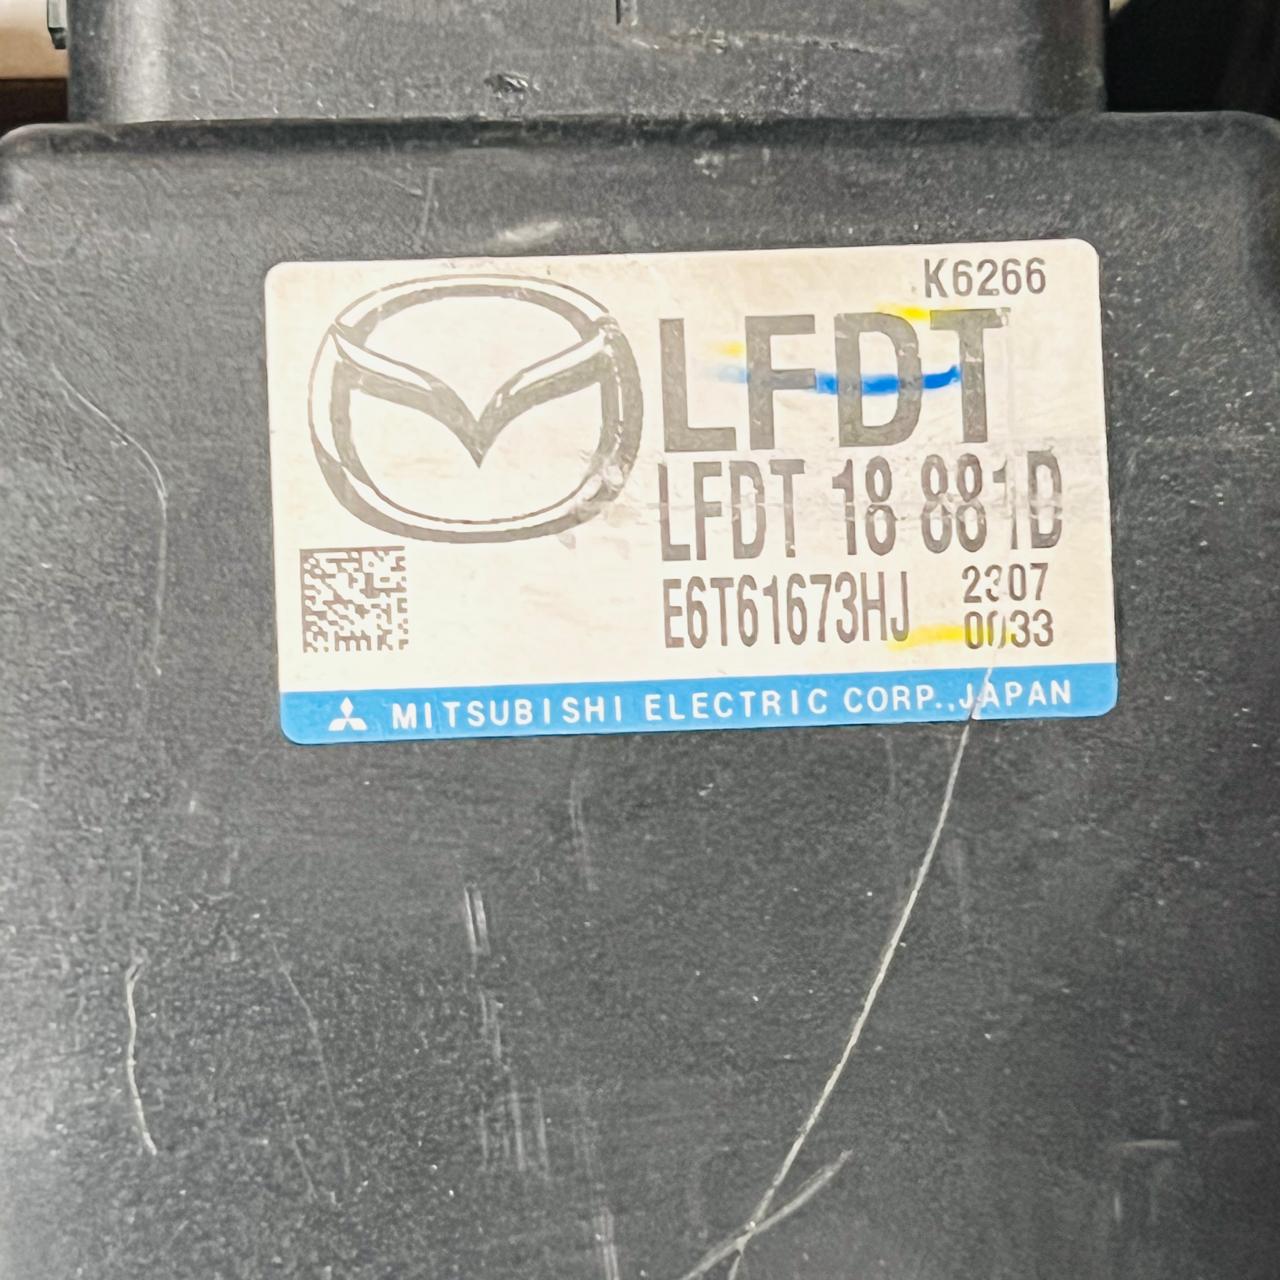 K6266
LFDT
LFDT 18 881D
E6T61673HJ 2307
0033
MITSUBISHI ELECTRIC CORP., JAPAN